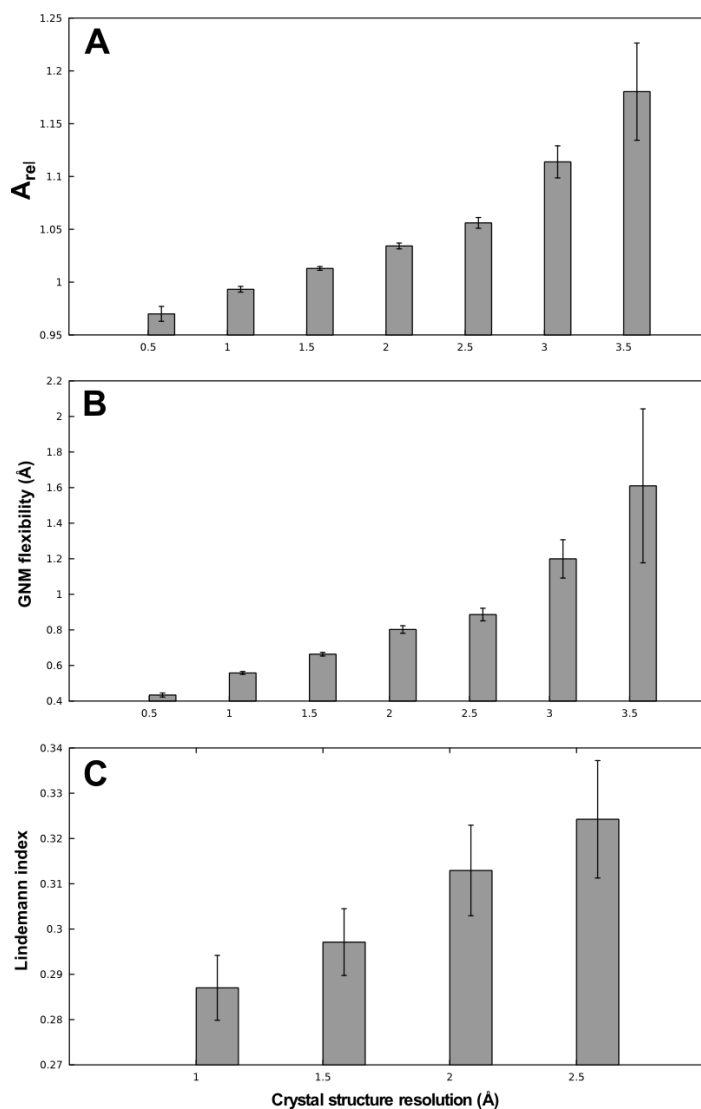 A
1.25
1.2
1.15
1.1
1.05
1
0.95
Arel
0.5 1 1.5 2 2.5 3 3.5
B
2.2
2
1.8
1.6
1.4
1.2
1
0.8
0.6
0.4
GNM flexibility (Å)
0.5 1 1.5 2 2.5 3 3.5
C
0.34
0.33
0.32
0.31
0.3
0.29
0.28
0.27
Lindemann index
1 1.5 2 2.5
Crystal structure resolution (Å)